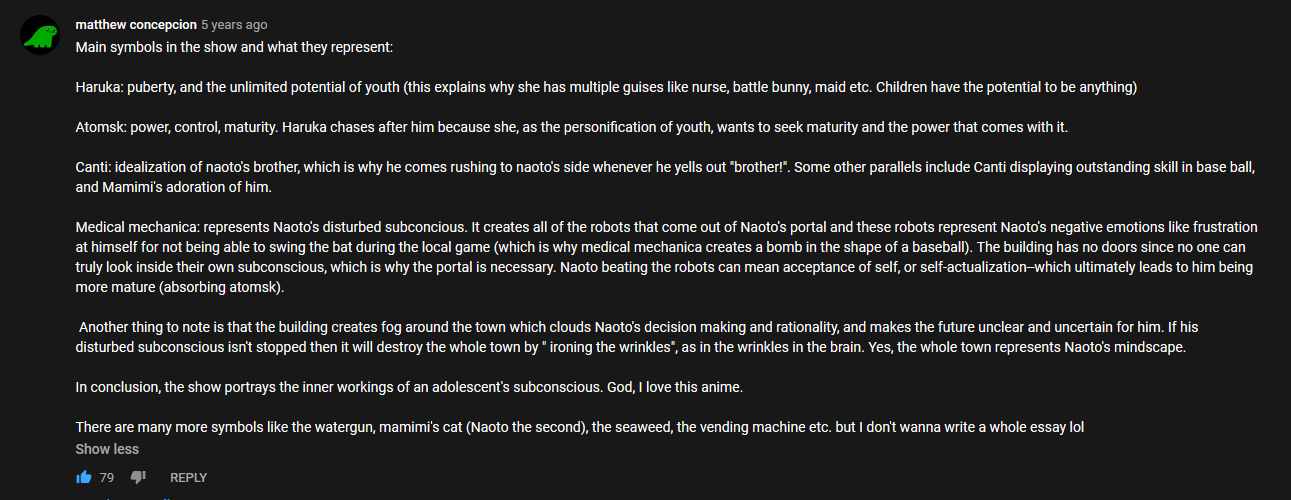 matthew concepcion 5 years ago
Main symbols in the show and what they represent:
Haruka: puberty, and the unlimited potential of youth (this explains why she has multiple guises like nurse, battle bunny, maid etc. Children have the potential to be anything)
Atomsk: power, control, maturity. Haruka chases after him because she, as the personification of youth, wants to seek maturity and the power that comes with it.
Canti: idealization of naoto's brother, which is why he comes rushing to naoto's side whenever he yells out "brother!". Some other parallels include Canti displaying outstanding skill in base ball,
and Mamimi's adoration of him.
Medical mechanica: represents Naoto's disturbed subconcious. It creates all of the robots that come out of Naoto's portal and these robots represent Naoto's negative emotions like frustration
at himself for not being able to swing the bat during the local game (which is why medical mechanica creates a bomb in the shape of a baseball). The building has no doors since no one can
truly look inside their own subconscious, which is why the portal is necessary. Naoto beating the robots can mean acceptance of self, or self-actualization--which ultimately leads to him being
more mature (absorbing atomsk).
Another thing to note is that the building creates fog around the town which clouds Naoto's decision making and rationality, and makes the future unclear and uncertain for him. If his
disturbed subconscious isn't stopped then it will destroy the whole town by " ironing the wrinkles", as in the wrinkles in the brain. Yes, the whole town represents Naoto's mindscape.
In conclusion, the show portrays the inner workings of an adolescent's subconscious. God, I love this anime.
There are many more symbols like the watergun, mamimi's cat (Naoto the second), the seaweed, the vending machine etc. but I don't wanna write a whole essay lol
Show less
79 REPLY